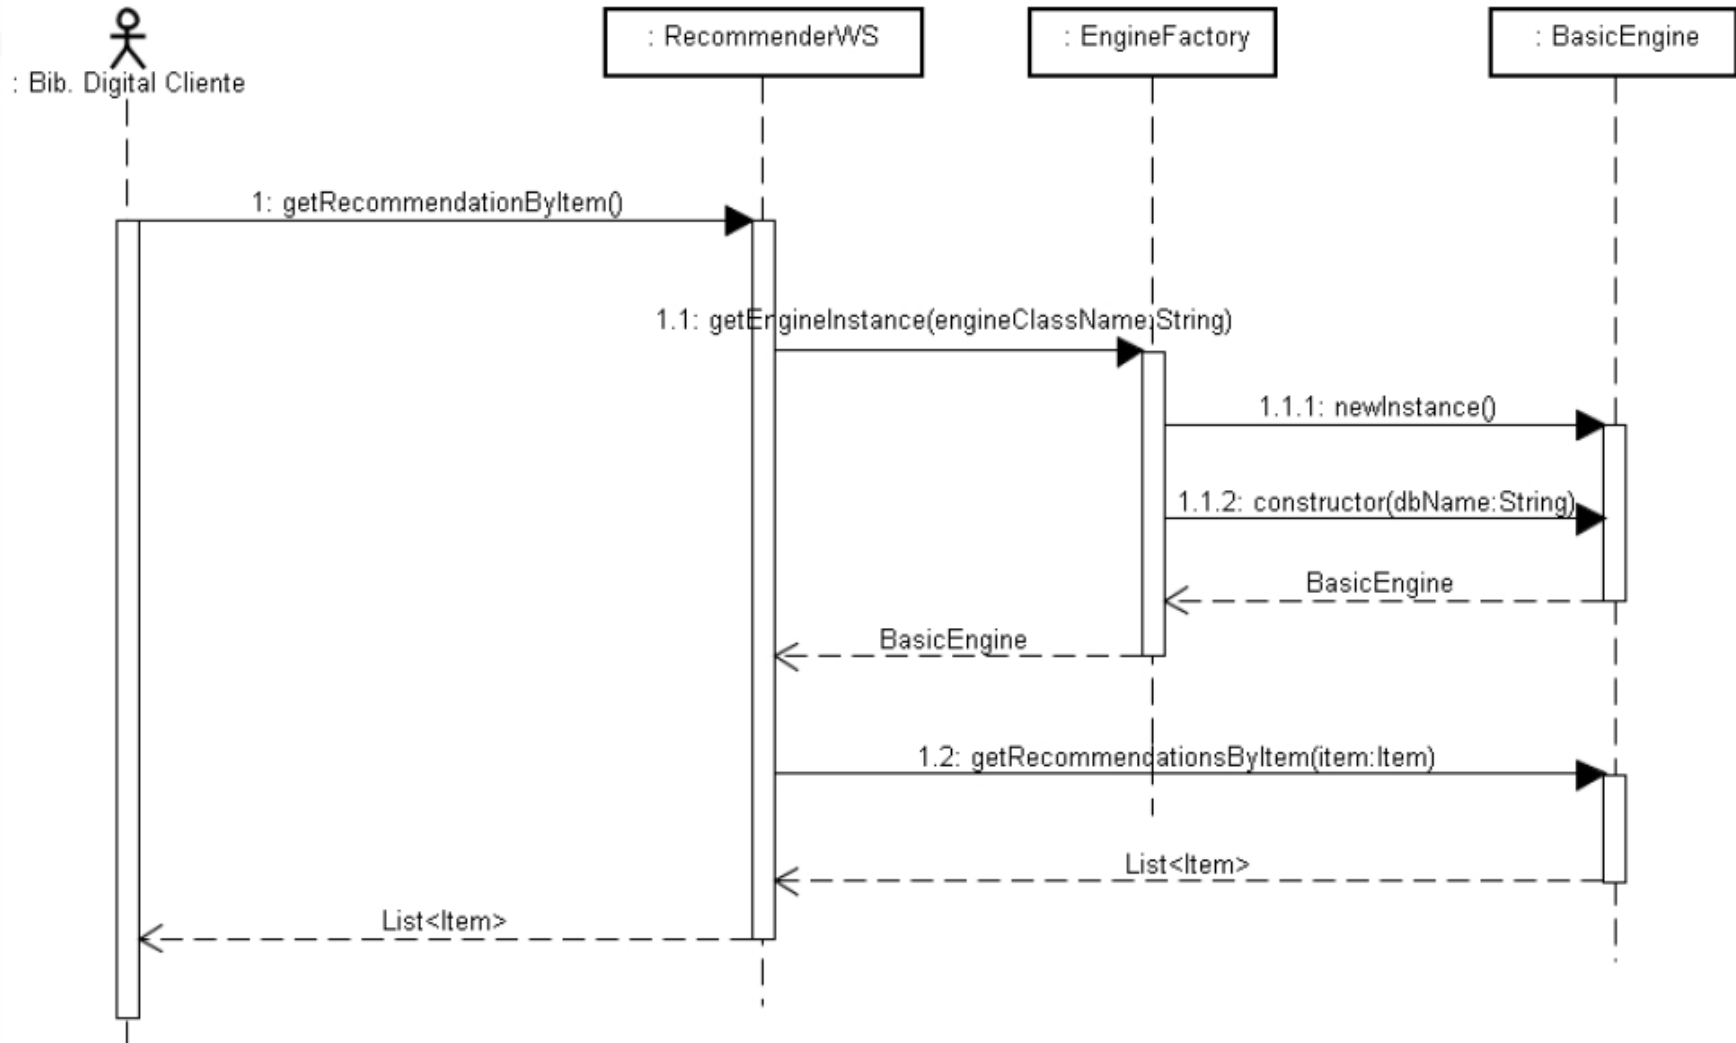 : Bib. Digital Cliente
: RecommenderWS
: EngineFactory
: BasicEngine
1: getRecommendationByItem()
1.1: getEngineInstance(engineClassName:String)
1.1.1: newInstance()
1.1.2: constructor(dbName:String)
BasicEngine
BasicEngine
1.2: getRecommendationsByItem(item:Item)
List<Item>
List<Item>